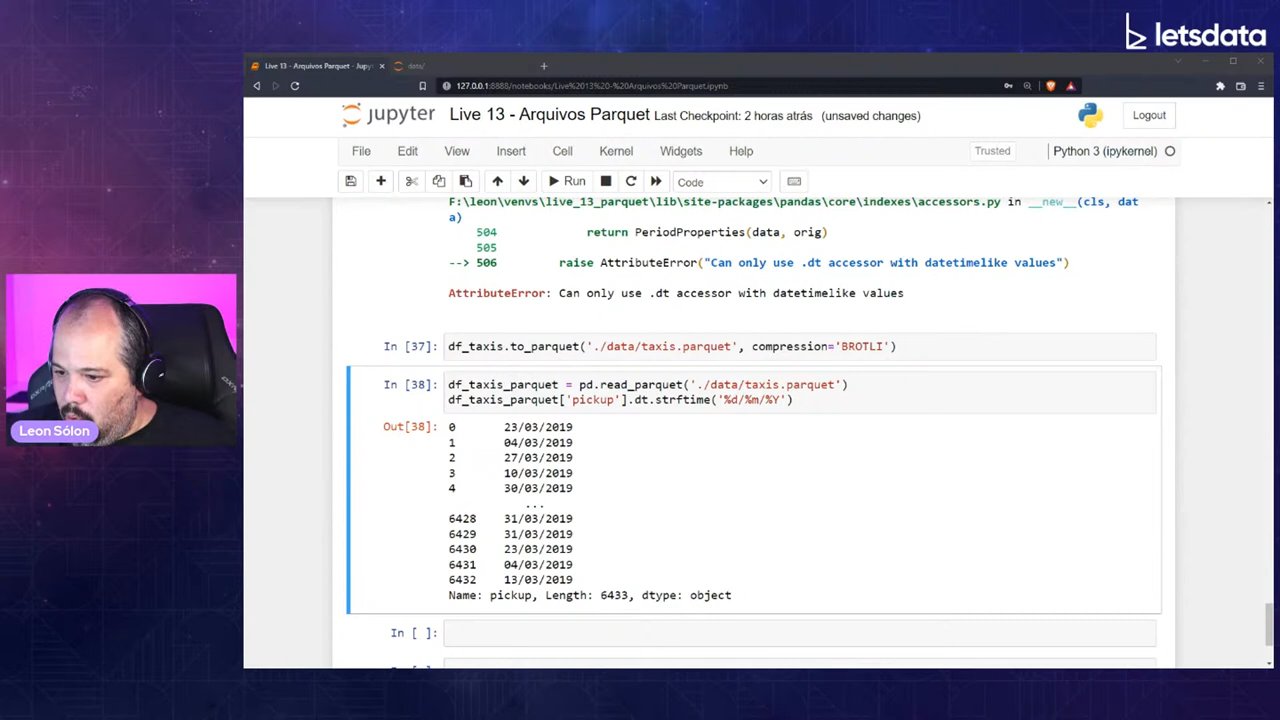 letsdata
Live 13 - Arquivos Parquet - Jupy
data/
127.0.0.1:8888/notebooks/Live%2013%20-%20Arquivos%20Parquet.ipynb
jupyter Live 13 - Arquivos Parquet Last Checkpoint: 2 horas atrás (unsaved changes)
Logout
File Edit View Insert Cell Kernel Widgets Help
Trusted
Python 3 (ipykernel)
Run
Code
F:\leon\venvs\live_13_parquet\lib\site-packages\pandas\core\indexes\accessors.py in __new__(cls, dat
a)
504 return PeriodProperties(data, orig)
505
--> 506 raise AttributeError("Can only use .dt accessor with datetimelike values")
AttributeError: Can only use .dt accessor with datetimelike values
In [37]: df_taxis.to_parquet('./data/taxis.parquet', compression='BROTLI')
In [38]: df_taxis_parquet = pd.read_parquet('./data/taxis.parquet')
df_taxis_parquet['pickup'].dt.strftime('%d/%m/%Y')
Out[38]: 0 23/03/2019
1 04/03/2019
2 27/03/2019
3 10/03/2019
4 30/03/2019
...
6428 31/03/2019
6429 31/03/2019
6430 23/03/2019
6431 04/03/2019
6432 13/03/2019
Name: pickup, Length: 6433, dtype: object
In [ ]:
Leon Sólon